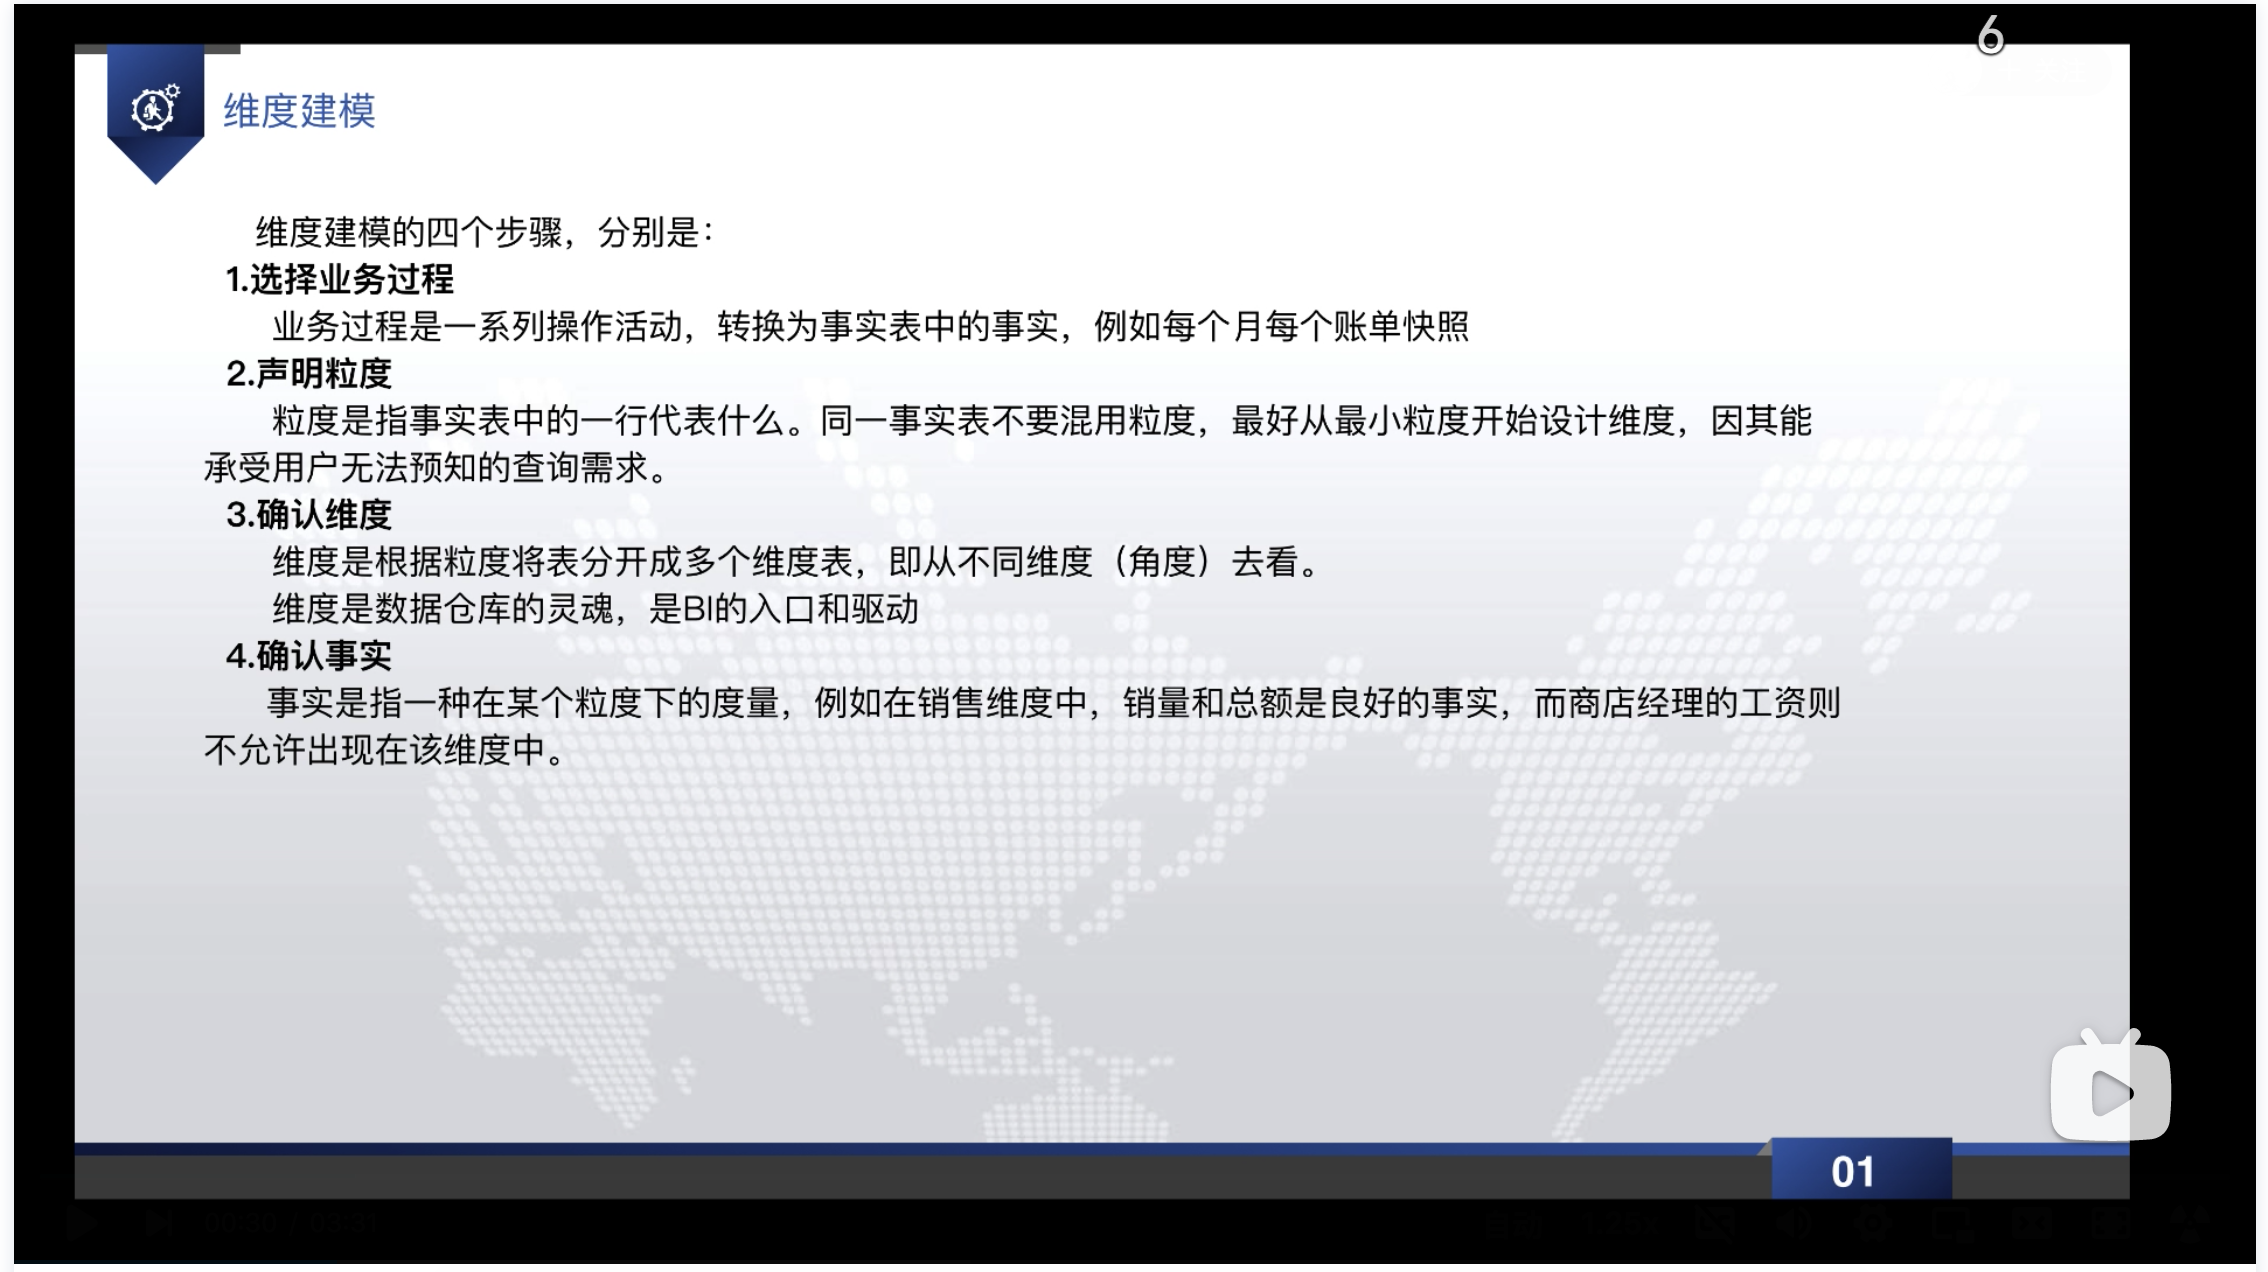 6
维度建模
维度建模的四个步骤，分别是：
1.选择业务过程
业务过程是一系列操作活动，转换为事实表中的事实，例如每个月每个账单快照
2.声明粒度
粒度是指事实表中的一行代表什么。同一事实表不要混用粒度，最好从最小粒度开始设计维度，因其能
承受用户无法预知的查询需求。
3.确认维度
维度是根据粒度将表分开成多个维度表，即从不同维度（角度）去看。
维度是数据仓库的灵魂，是BI的入口和驱动
4.确认事实
事实是指一种在某个粒度下的度量，例如在销售维度中，销量和总额是良好的事实，而商店经理的工资则
不允许出现在该维度中。
01